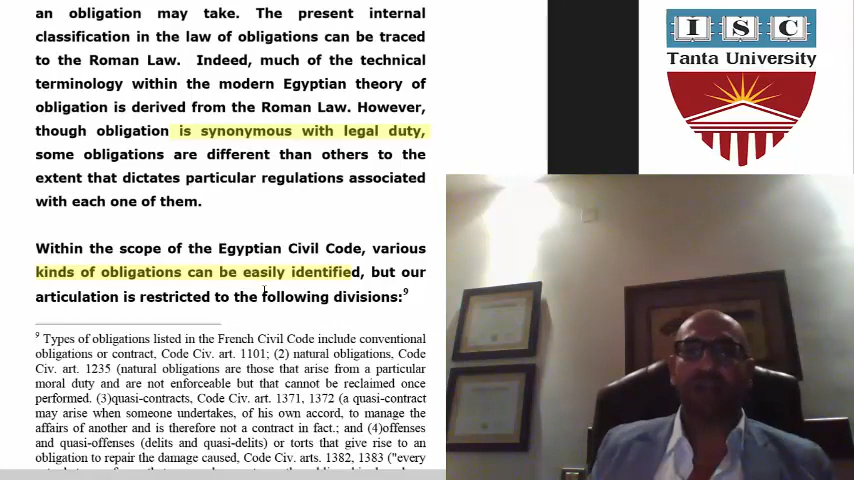 an obligation may take. The present internal
classification in the law of obligations can be traced
to the Roman Law. Indeed, much of the technical
terminology within the modern Egyptian theory of
obligation is derived from the Roman Law. However,
though obligation is synonymous with legal duty,
some obligations are different than others to the
extent that dictates particular regulations associated
with each one of them.
Within the scope of the Egyptian Civil Code, various
kinds of obligations can be easily identified, but our
articulation is restricted to the following divisions:⁹
⁹ Types of obligations listed in the French Civil Code include conventional
obligations or contract, Code Civ. art. 1101; (2) natural obligations, Code
Civ. art. 1235 (natural obligations are those that arise from a particular
moral duty and are not enforceable but that cannot be reclaimed once
performed. (3)quasi-contracts, Code Civ. art. 1371, 1372 (a quasi-contract
may arise when someone undertakes, of his own accord, to manage the
affairs of another and is therefore not a contract in fact.; and (4)offenses
and quasi-offenses (delits and quasi-delits) or torts that give rise to an
obligation to repair the damage caused, Code Civ. arts. 1382, 1383 ("every
I S C
Tanta University